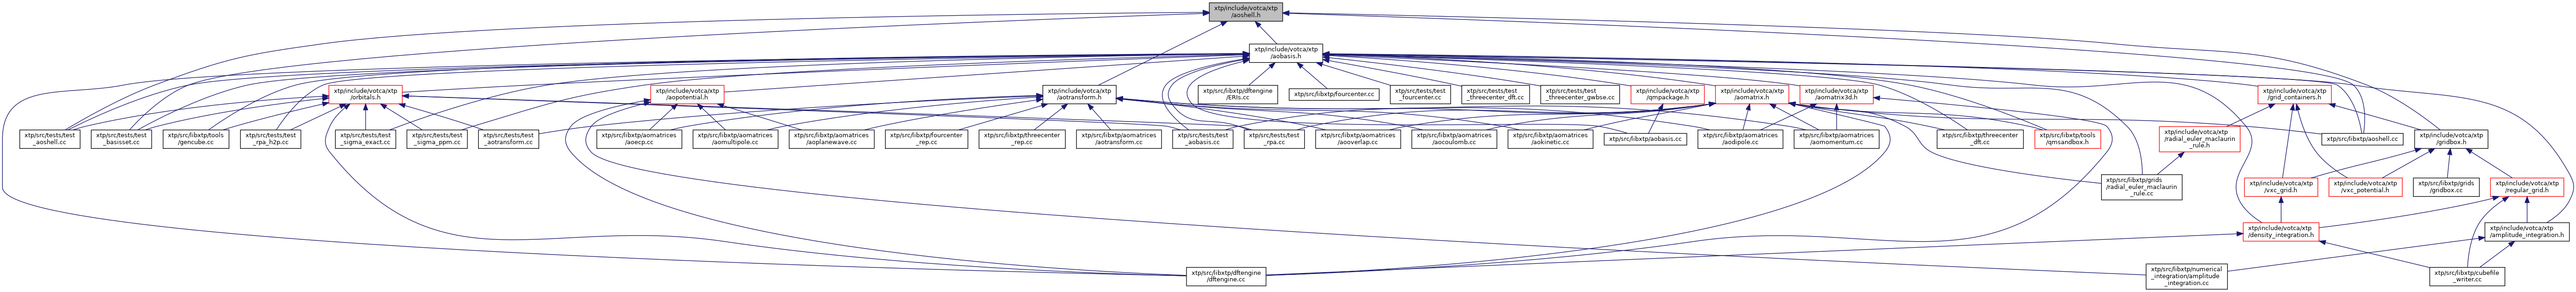 xtp/include/votca/xtp
/aoshell.h
xtp/include/votca/xtp
/aobasis.h
xtp/include/votca/xtp
/orbitals.h
xtp/include/votca/xtp
/aopotential.h
xtp/include/votca/xtp
/aotransform.h
xtp/src/libxtp/dftengine
/ERIs.cc
xtp/src/libxtp/fourcenter.cc
xtp/src/tests/test
_fourcenter.cc
xtp/src/tests/test
_threecenter_dft.cc
xtp/src/tests/test
_threecenter_gwbse.cc
xtp/include/votca/xtp
/qmpackage.h
xtp/include/votca/xtp
/aomatrix.h
xtp/include/votca/xtp
/aomatrix3d.h
xtp/include/votca/xtp
/grid_containers.h
xtp/src/tests/test
_aoshell.cc
xtp/src/tests/test
_basisset.cc
xtp/src/libxtp/tools
/gencube.cc
xtp/src/tests/test
_rpa_h2p.cc
xtp/src/tests/test
_sigma_exact.cc
xtp/src/tests/test
_sigma_ppm.cc
xtp/src/tests/test
_aotransform.cc
xtp/src/libxtp/aomatrices
/aoecp.cc
xtp/src/libxtp/aomatrices
/aomultipole.cc
xtp/src/libxtp/aomatrices
/aoplanewave.cc
xtp/src/libxtp/fourcenter
_rep.cc
xtp/src/libxtp/threecenter
_rep.cc
xtp/src/libxtp/aomatrices
/aotransform.cc
xtp/src/tests/test
_aobasis.cc
xtp/src/tests/test
_rpa.cc
xtp/src/libxtp/aomatrices
/aooverlap.cc
xtp/src/libxtp/aomatrices
/aocoulomb.cc
xtp/src/libxtp/aomatrices
/aokinetic.cc
xtp/src/libxtp/aobasis.cc
xtp/src/libxtp/aomatrices
/aodipole.cc
xtp/src/libxtp/aomatrices
/aomomentum.cc
xtp/src/libxtp/threecenter
_dft.cc
xtp/src/libxtp/tools
/qmsandbox.h
xtp/include/votca/xtp
/radial_euler_maclaurin
_rule.h
xtp/src/libxtp/aoshell.cc
xtp/include/votca/xtp
/gridbox.h
xtp/src/libxtp/grids
/radial_euler_maclaurin
_rule.cc
xtp/include/votca/xtp
/vxc_grid.h
xtp/include/votca/xtp
/vxc_potential.h
xtp/src/libxtp/grids
/gridbox.cc
xtp/include/votca/xtp
/regular_grid.h
xtp/include/votca/xtp
/density_integration.h
xtp/include/votca/xtp
/amplitude_integration.h
xtp/src/libxtp/dftengine
/dftengine.cc
xtp/src/libxtp/numerical
_integration/amplitude
_integration.cc
xtp/src/libxtp/cubefile
_writer.cc